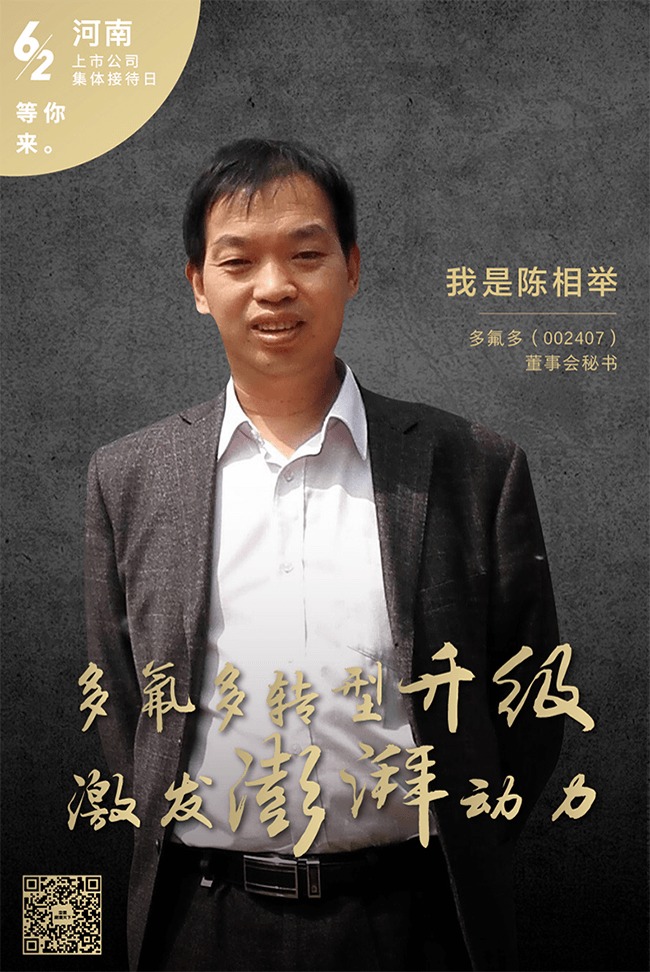 6/2
河南
上市公司
集体接待日
等你
来。
我是陈相举
多氟多（002407）
董事会秘书
多氟多转型升级
激发澎湃动力